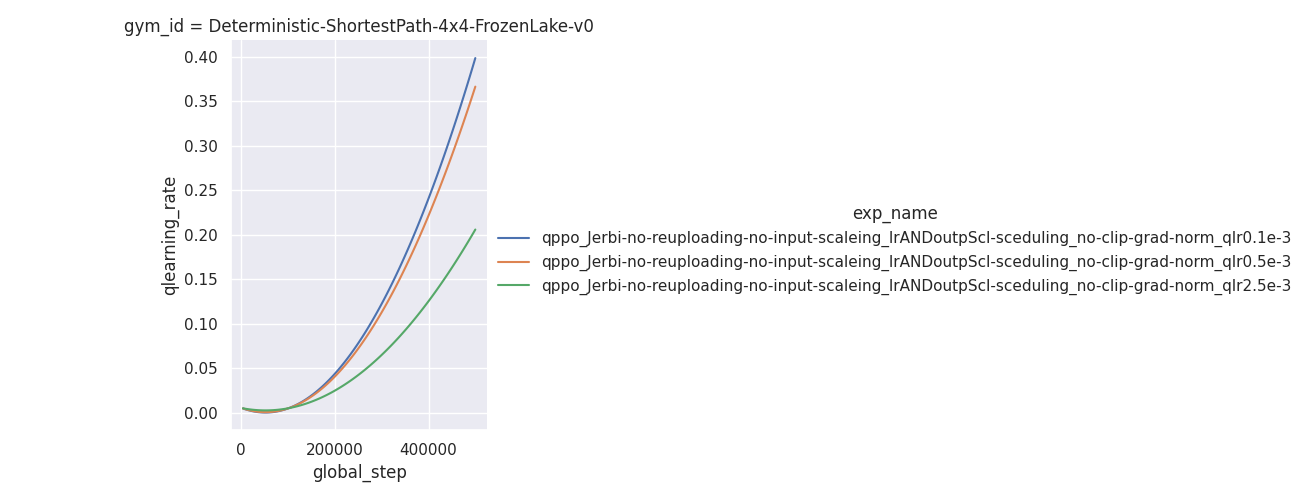 gym_id = Deterministic-ShortestPath-4x4-FrozenLake-v0
0.40
0.35
0.30
0.25
0.20
0.15
0.10
0.05
0.00
qlearning_rate
0 200000 400000
global_step
exp_name
qppo_Jerbi-no-reuploading-no-input-scaleing_lrANDoutpScl-sceduling_no-clip-grad-norm_qlr0.1e-3
qppo_Jerbi-no-reuploading-no-input-scaleing_lrANDoutpScl-sceduling_no-clip-grad-norm_qlr0.5e-3
qppo_Jerbi-no-reuploading-no-input-scaleing_lrANDoutpScl-sceduling_no-clip-grad-norm_qlr2.5e-3